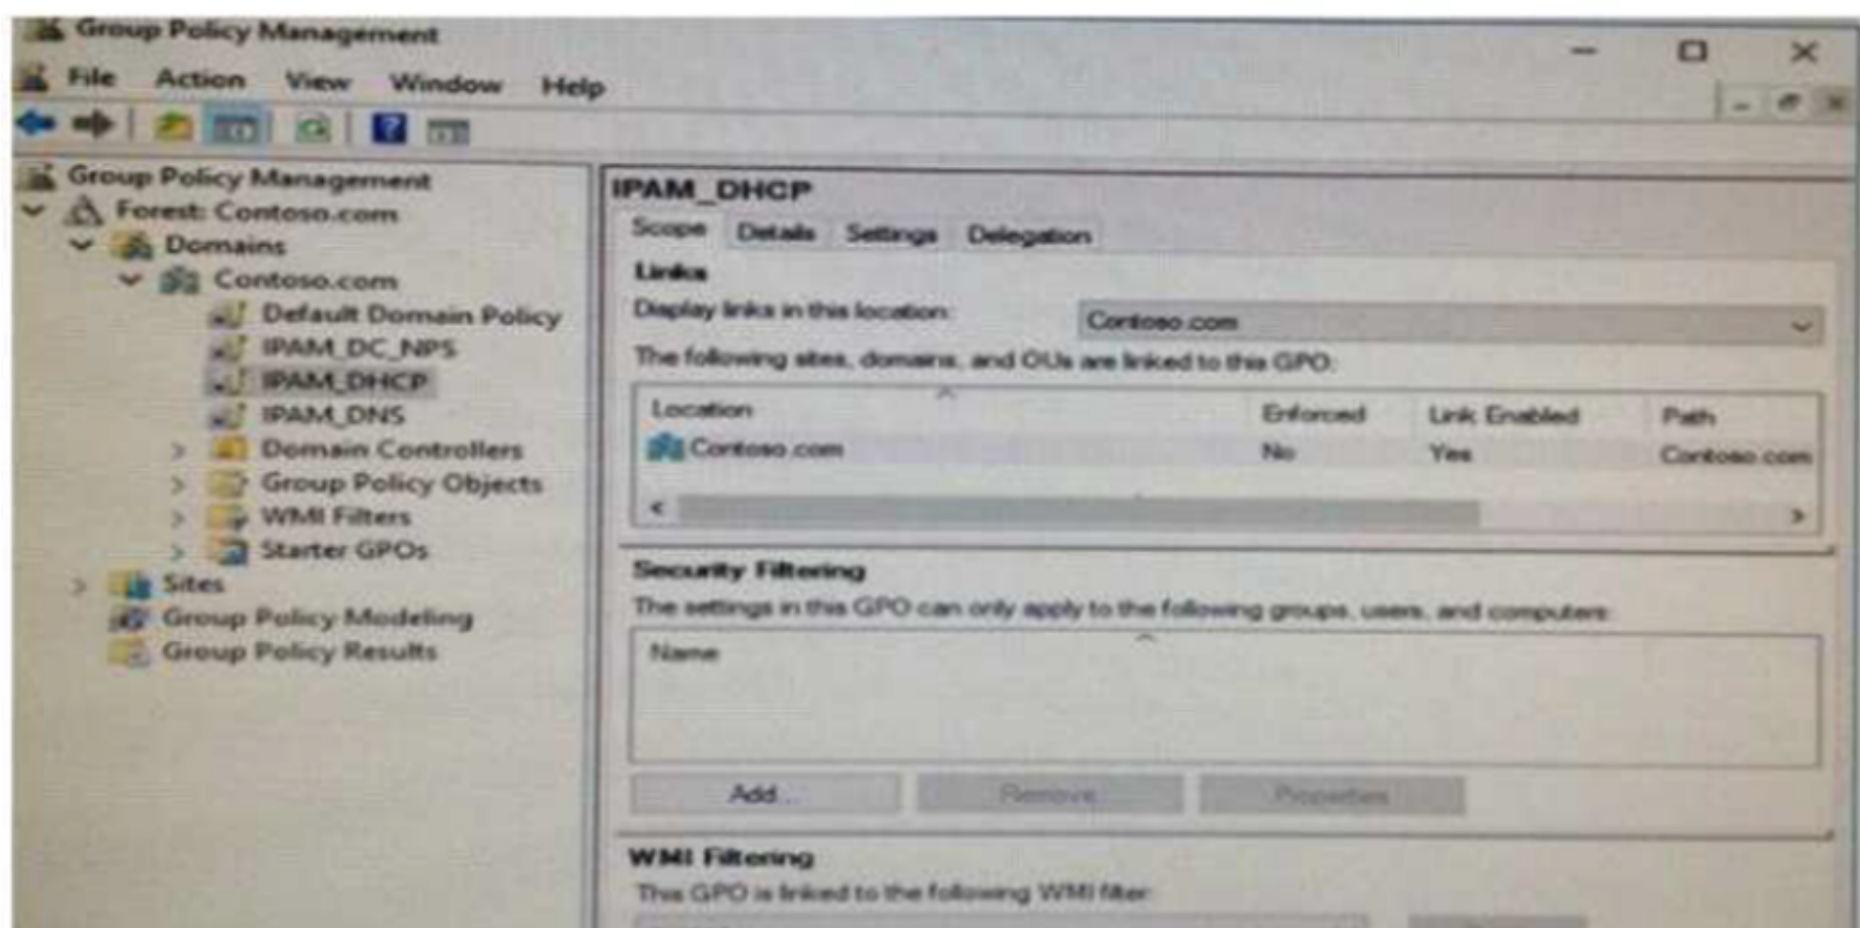 Group Policy Management
File Action View Window Help
Group Policy Management
Forest: Contoso.com
Domains
Contoso.com
Default Domain Policy
IPAM_DC_NPS
IPAM_DHCP
IPAM_DNS
Domain Controllers
Group Policy Objects
WMI Filters
Starter GPOs
Sites
Group Policy Modeling
Group Policy Results
IPAM_DHCP
Scope Details Settings Delegation
Links
Display links in this location: Contoso.com
The following sites, domains, and OUs are linked to this GPO:
Location Enforced Link Enabled Path
Contoso.com No Yes Contoso.com
Security Filtering
The settings in this GPO can only apply to the following groups, users, and computers:
Name
Add... Remove Properties
WMI Filtering
This GPO is linked to the following WMI filter: